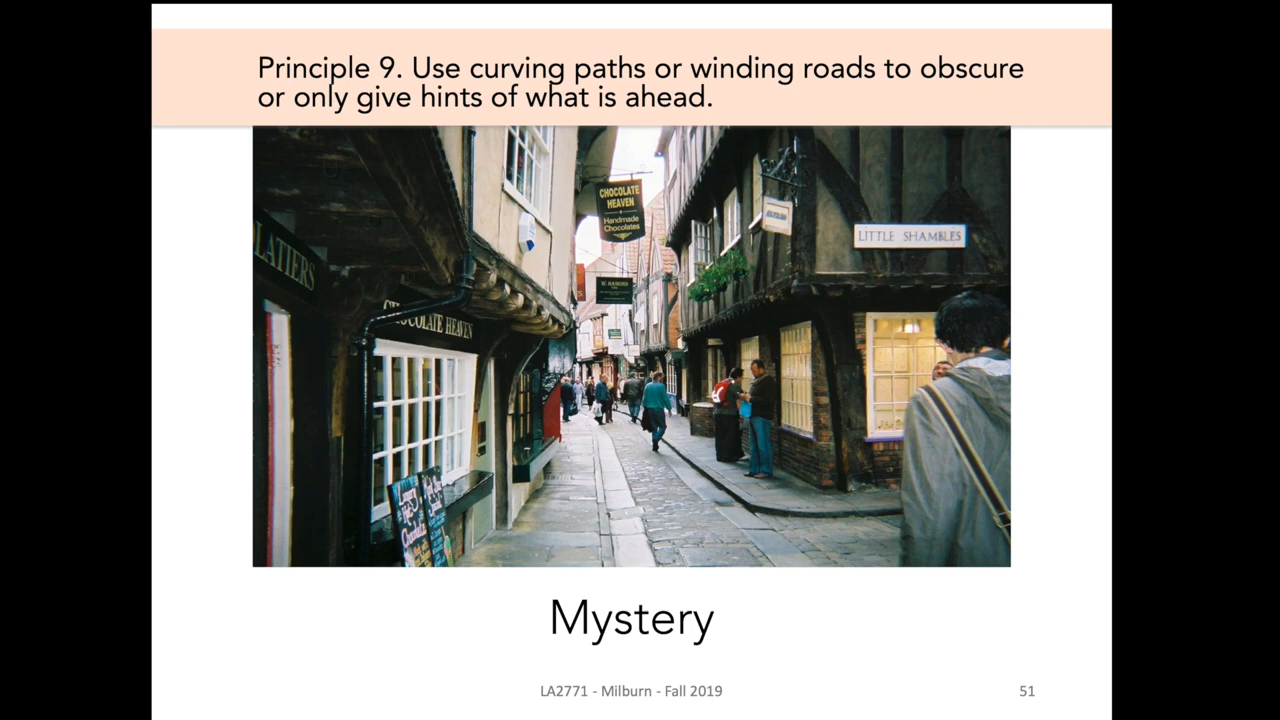 Principle 9. Use curving paths or winding roads to obscure
or only give hints of what is ahead.
CHOCOLATE
HEAVEN
Handmade
Chocolates
LITTLE SHAMBLES
LATTERS
CHOCOLATE HEAVEN
Mystery
LA2771 - Milburn - Fall 2019
51